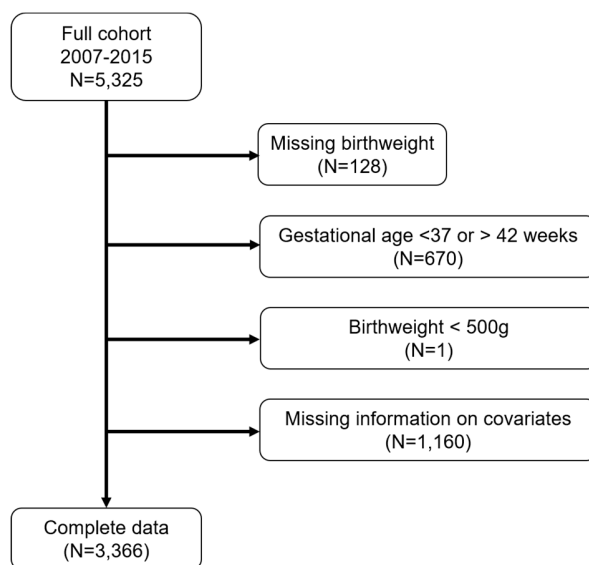 Full cohort
2007-2015
N=5,325
Missing birthweight
(N=128)
Gestational age <37 or > 42 weeks
(N=670)
Birthweight < 500g
(N=1)
Missing information on covariates
(N=1,160)
Complete data
(N=3,366)